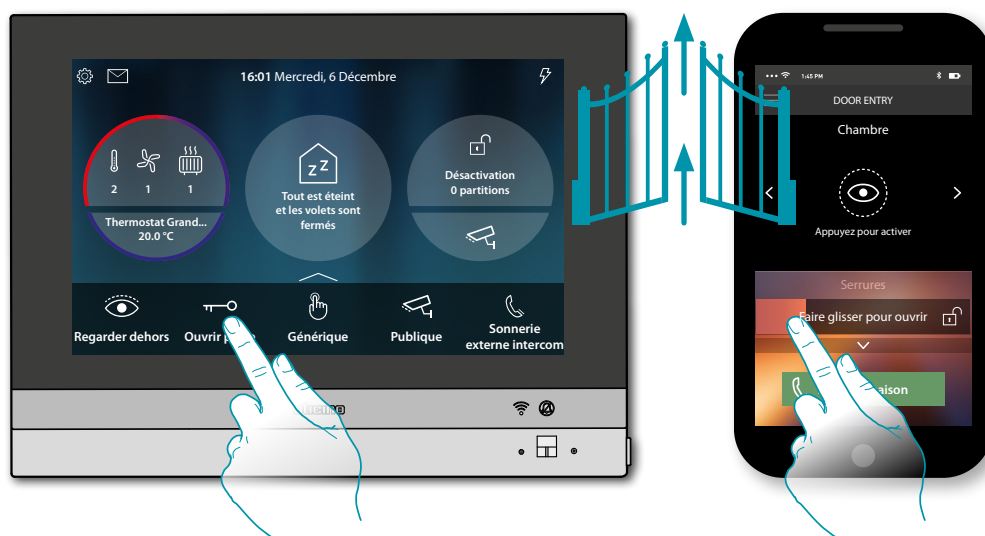 16:01 Mercredi, 6 Décembre
2 1 1
Thermostat Grand...
20.0 °C
zz
Tout est éteint
et les volets sont
fermés
Désactivation
0 partitions
Regarder dehors
Ouvrir
Générique
Publique
Sonnerie
externe intercom
1:45 PM
DOOR ENTRY
Chambre
Appuyez pour activer
Serrures
Faire glisser pour ouvrir
aison